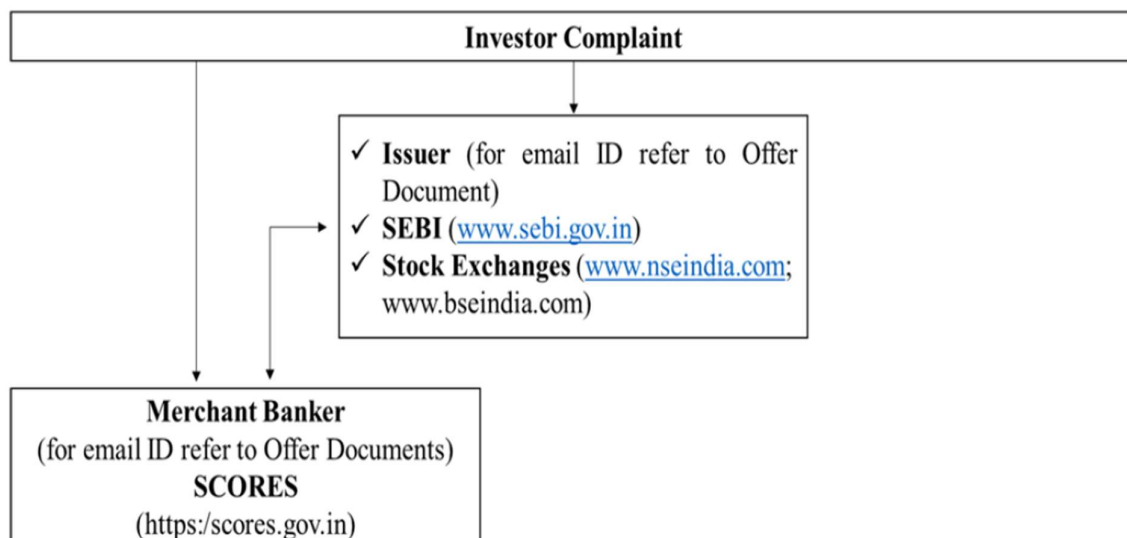 Investor Complaint
✓ Issuer (for email ID refer to Offer
Document)
✓ SEBI (www.sebi.gov.in)
✓ Stock Exchanges (www.nseindia.com;
www.bseindia.com)
Merchant Banker
(for email ID refer to Offer Documents)
SCORES
(https:/scores.gov.in)